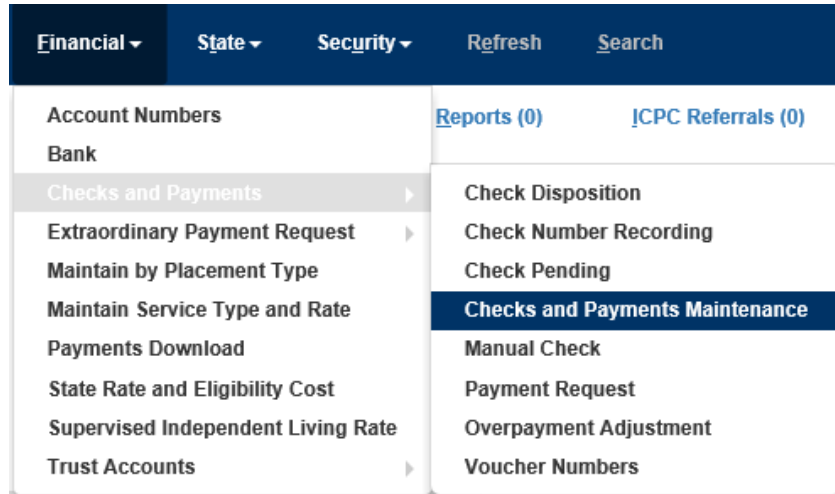 Financial State Security Refresh Search
Reports (0) ICPC Referrals (0)
Account Numbers
Bank
Checks and Payments
Extraordinary Payment Request
Maintain by Placement Type
Maintain Service Type and Rate
Payments Download
State Rate and Eligibility Cost
Supervised Independent Living Rate
Trust Accounts
Check Disposition
Check Number Recording
Check Pending
Checks and Payments Maintenance
Manual Check
Payment Request
Overpayment Adjustment
Voucher Numbers